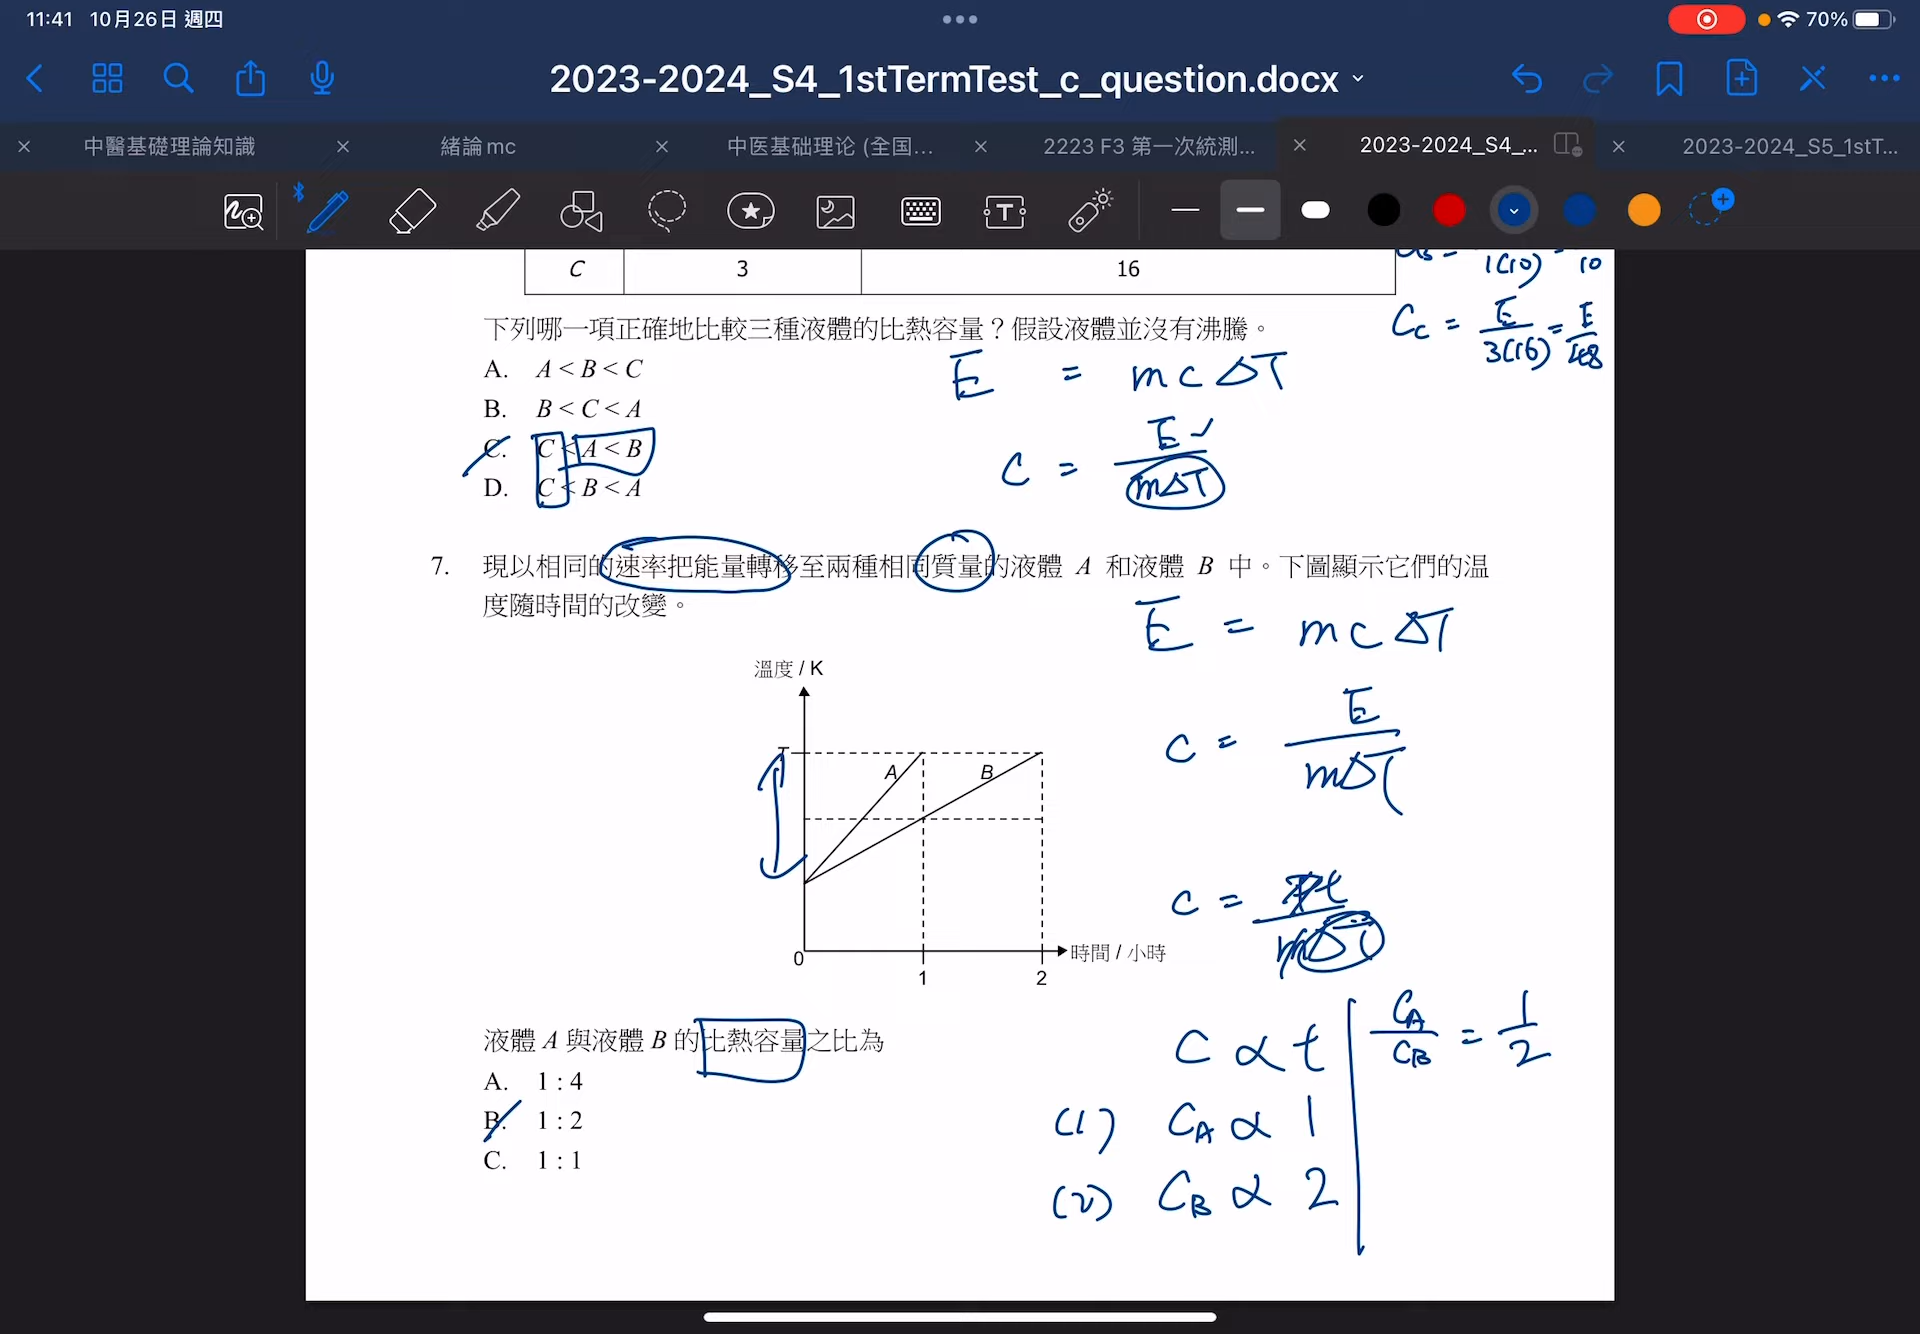 11:41 10月26日 週四
70%
2023-2024_S4_1stTermTest_c_question.docx
中醫基礎理論知識
緒論mc
中医基础理论 (全国...
2223 F3 第一次統測...
2023-2024_S4_...
2023-2024_S5_1stT...
C 3 16
1(10) = 10
Cc = E / 3(16) = E / 48
下列哪一項正確地比較三種液體的比熱容量？假設液體並沒有沸騰。
A. A < B < C
B. B < C < A
C. C < A < B
D. C < B < A
E = mcΔT
C = E / mΔT
7. 現以相同的速率把能量轉移至兩種相同質量的液體 A 和液體 B 中。下圖顯示它們的温
度隨時間的改變。
E = mcΔT
C = E / mΔT
溫度 / K
T
A
B
0
1
2
時間 / 小時
C = Pt / mΔT
液體 A 與液體 B 的比熱容量之比為
A. 1 : 4
B. 1 : 2
C. 1 : 1
C ∝ t
(1) CA ∝ 1
(2) CB ∝ 2
CA / CB = 1 / 2